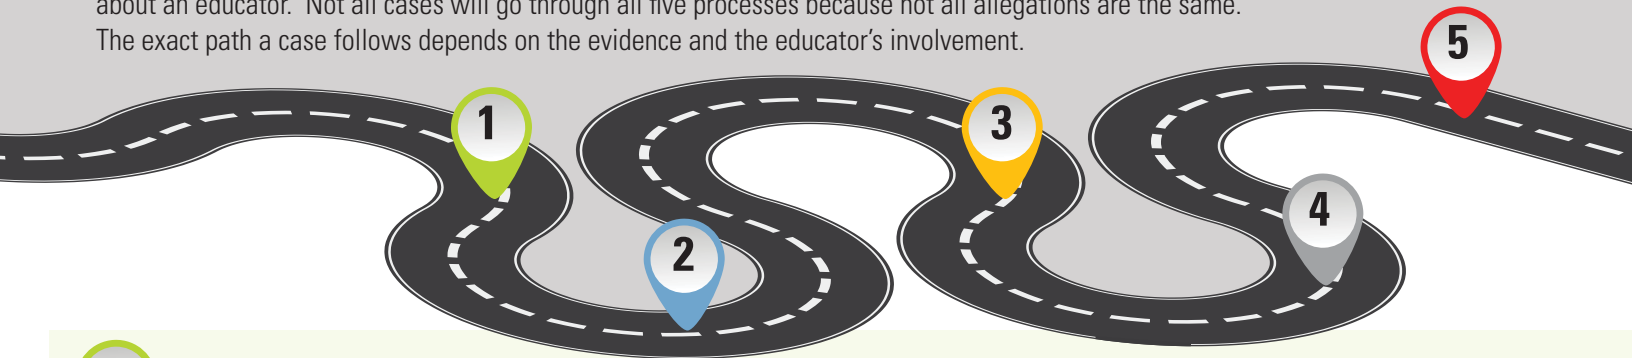 about an educator. Not all cases will go through all five processes because not all allegations are the same.
The exact path a case follows depends on the evidence and the educator's involvement.
5
1
3
4
2